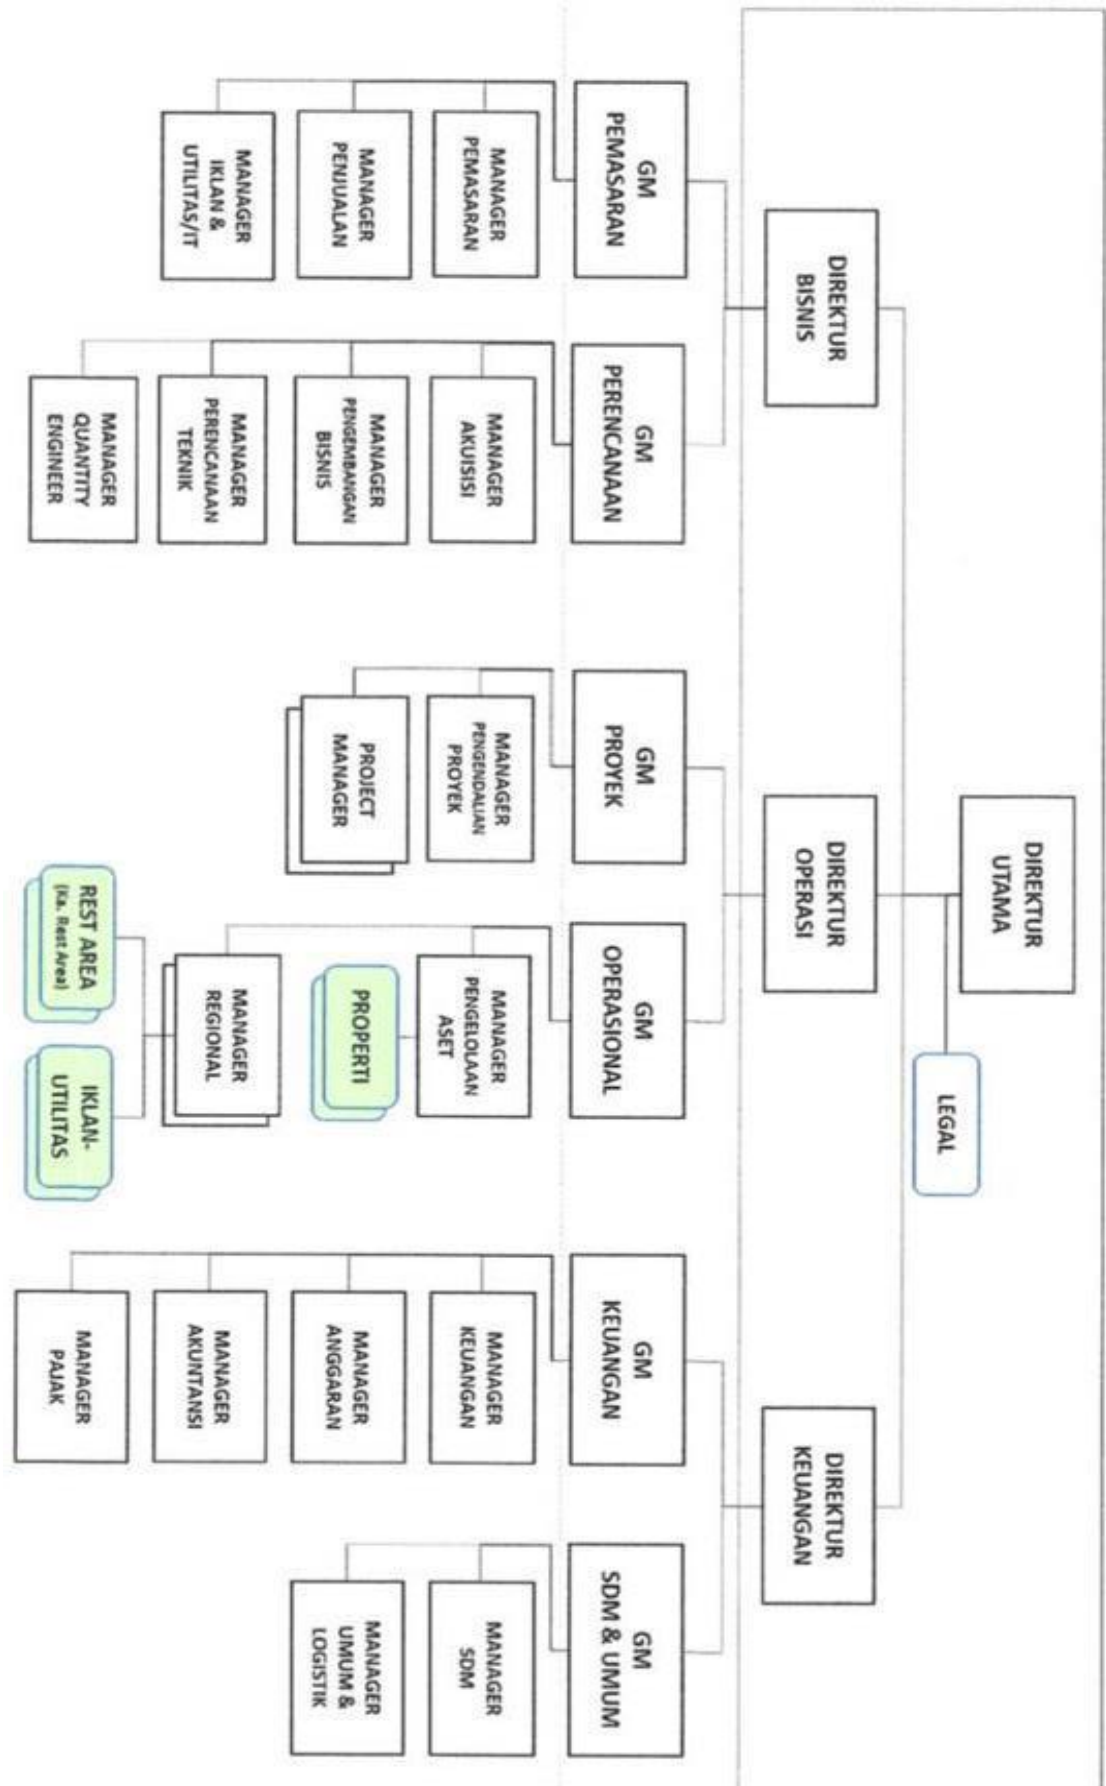 DIREKTUR
UTAMA
LEGAL
DIREKTUR
BISNIS
DIREKTUR
OPERASI
DIREKTUR
KEUANGAN
GM
PEMASARAN
GM
PERENCANAAN
GM
PROYEK
GM
OPERASIONAL
GM
KEUANGAN
GM
SDM & UMUM
MANAGER
PEMASARAN
MANAGER
PENJUALAN
MANAGER
IKLAN &
UTILITAS/IT
MANAGER
AKUISISI
MANAGER
PENGEMBANGAN
BISNIS
MANAGER
PERENCANAAN
TEKNIK
MANAGER
QUANTITY
ENGINEER
MANAGER
PENGENDALIAN
PROYEK
PROJECT
MANAGER
MANAGER
PENGELOLAAN
ASET
PROPERTI
MANAGER
REGIONAL
REST AREA
(Ka. Rest Area)
IKLAN-
UTILITAS
MANAGER
KEUANGAN
MANAGER
ANGGARAN
MANAGER
AKUNTANSI
MANAGER
PAJAK
MANAGER
SDM
MANAGER
UMUM &
LOGISTIK